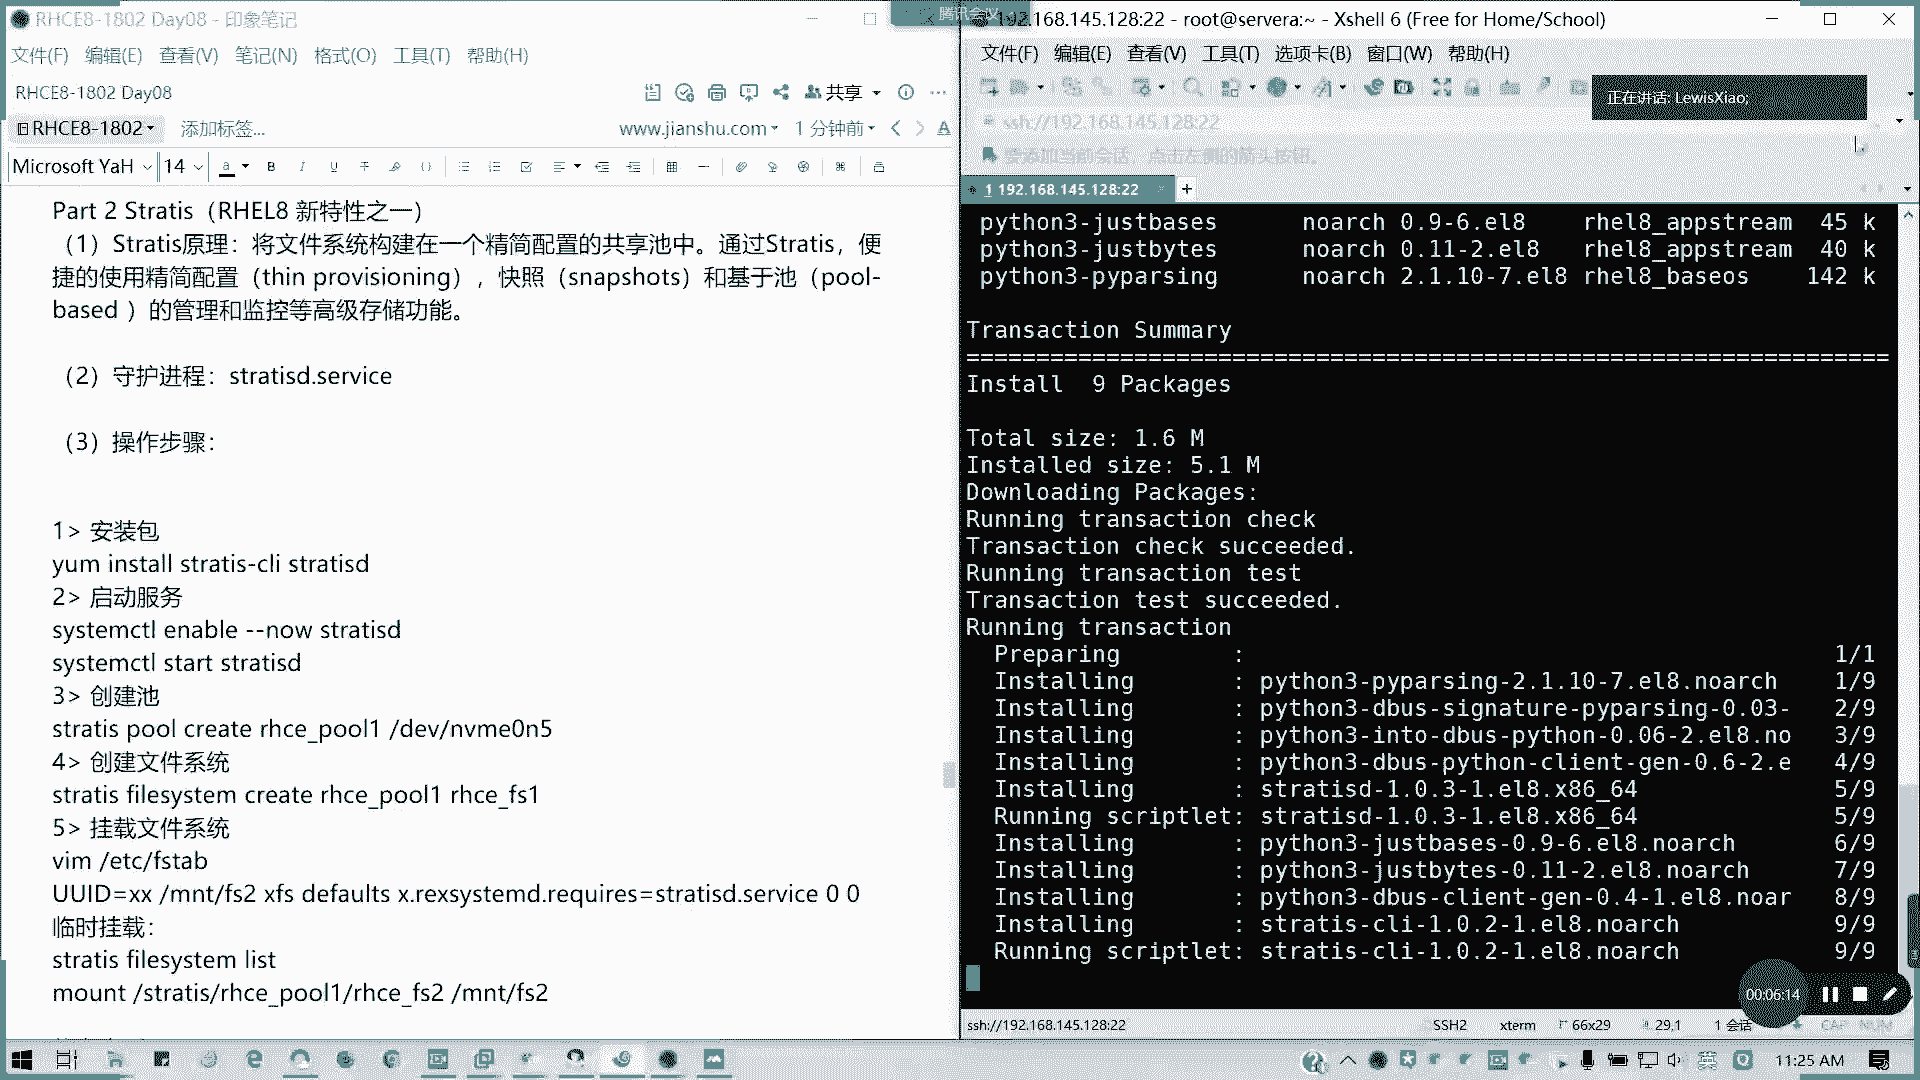 RHCE8-1802 Day08 - 印象笔记
文件(F) 编辑(E) 查看(V) 笔记(N) 格式(O) 工具(T) 帮助(H)
RHCE8-1802 Day08
共享
RHCE8-1802
添加标签...
www.jianshu.com
1 分钟前
Microsoft YaH 14
Part 2 Stratis（RHEL8 新特性之一）
（1）Stratis原理：将文件系统构建在一个精简配置的共享池中。通过Stratis，便
捷的使用精简配置（thin provisioning），快照（snapshots）和基于池（pool-
based ）的管理和监控等高级存储功能。
（2）守护进程：stratisd.service
（3）操作步骤：
1> 安装包
yum install stratis-cli stratisd
2> 启动服务
systemctl enable --now stratisd
systemctl start stratisd
3> 创建池
stratis pool create rhce_pool1 /dev/nvme0n5
4> 创建文件系统
stratis filesystem create rhce_pool1 rhce_fs1
5> 挂载文件系统
vim /etc/fstab
UUID=xx /mnt/fs2 xfs defaults x.rexsystemd.requires=stratisd.service 0 0
临时挂载：
stratis filesystem list
mount /stratis/rhce_pool1/rhce_fs2 /mnt/fs2
腾讯会议
192.168.145.128:22 - root@servera:~ - Xshell 6 (Free for Home/School)
文件(F) 编辑(E) 查看(V) 工具(T) 选项卡(B) 窗口(W) 帮助(H)
正在讲话: LewisXiao;
ssh://192.168.145.128:22
要添加当前会话，点击左侧的箭头按钮。
1 192.168.145.128:22
python3-justbases noarch 0.9-6.el8 rhel8_appstream 45 k
python3-justbytes noarch 0.11-2.el8 rhel8_appstream 40 k
python3-pyparsing noarch 2.1.10-7.el8 rhel8_baseos 142 k
Transaction Summary
==================================================================
Install 9 Packages
Total size: 1.6 M
Installed size: 5.1 M
Downloading Packages:
Running transaction check
Transaction check succeeded.
Running transaction test
Transaction test succeeded.
Running transaction
Preparing : 1/1
Installing : python3-pyparsing-2.1.10-7.el8.noarch 1/9
Installing : python3-dbus-signature-pyparsing-0.03- 2/9
Installing : python3-into-dbus-python-0.06-2.el8.no 3/9
Installing : python3-dbus-python-client-gen-0.6-2.e 4/9
Installing : stratisd-1.0.3-1.el8.x86_64 5/9
Running scriptlet: stratisd-1.0.3-1.el8.x86_64 5/9
Installing : python3-justbases-0.9-6.el8.noarch 6/9
Installing : python3-justbytes-0.11-2.el8.noarch 7/9
Installing : python3-dbus-client-gen-0.4-1.el8.noar 8/9
Installing : stratis-cli-1.0.2-1.el8.noarch 9/9
Running scriptlet: stratis-cli-1.0.2-1.el8.noarch 9/9
00:06:14
ssh://192.168.145.128:22 SSH2 xterm 66x29 29,1 1 会话 CAP NUM
英
11:25 AM